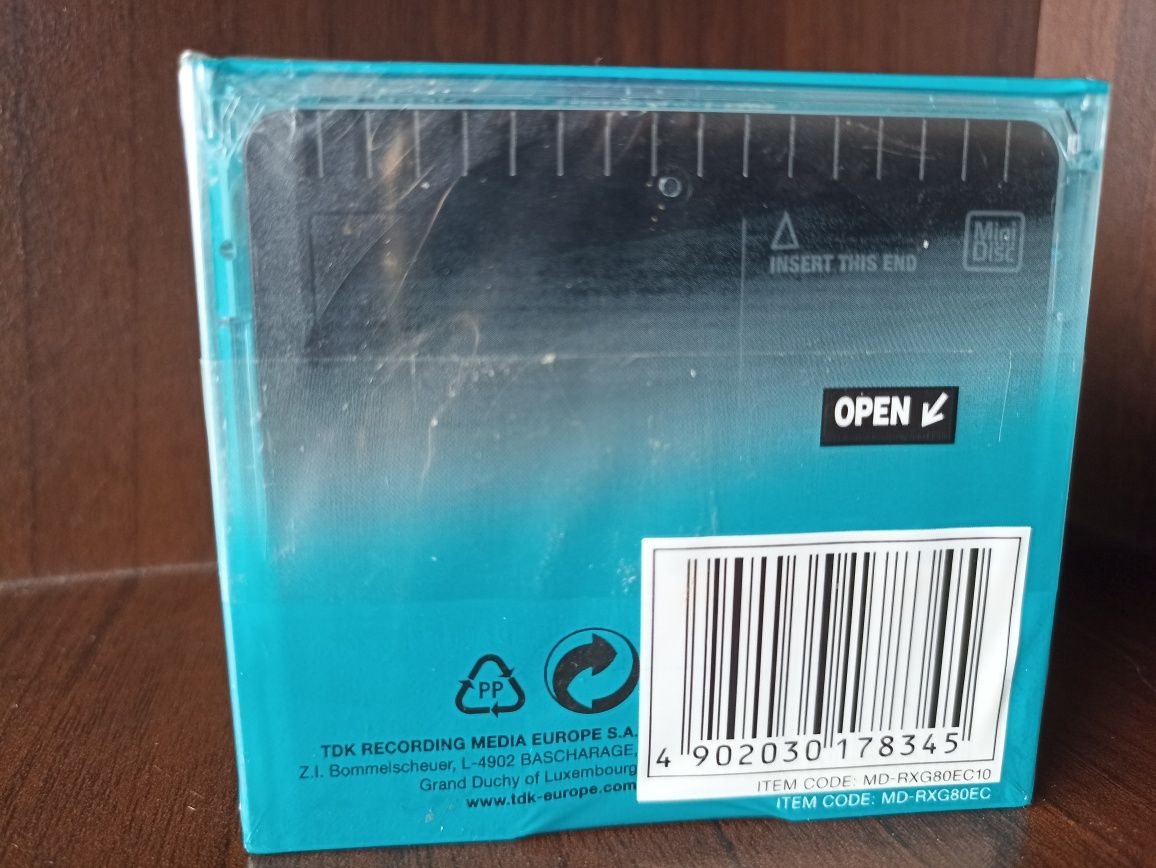 INSERT THIS END
Mini
Disc
OPEN
PP
TDK RECORDING MEDIA EUROPE S.A.
Z.I. Bommelscheuer, L-4902 BASCHARAGE,
Grand Duchy of Luxembourg
www.tdk-europe.com
4 902030 178345
ITEM CODE: MD-RXG80EC10
ITEM CODE: MD-RXG80EC